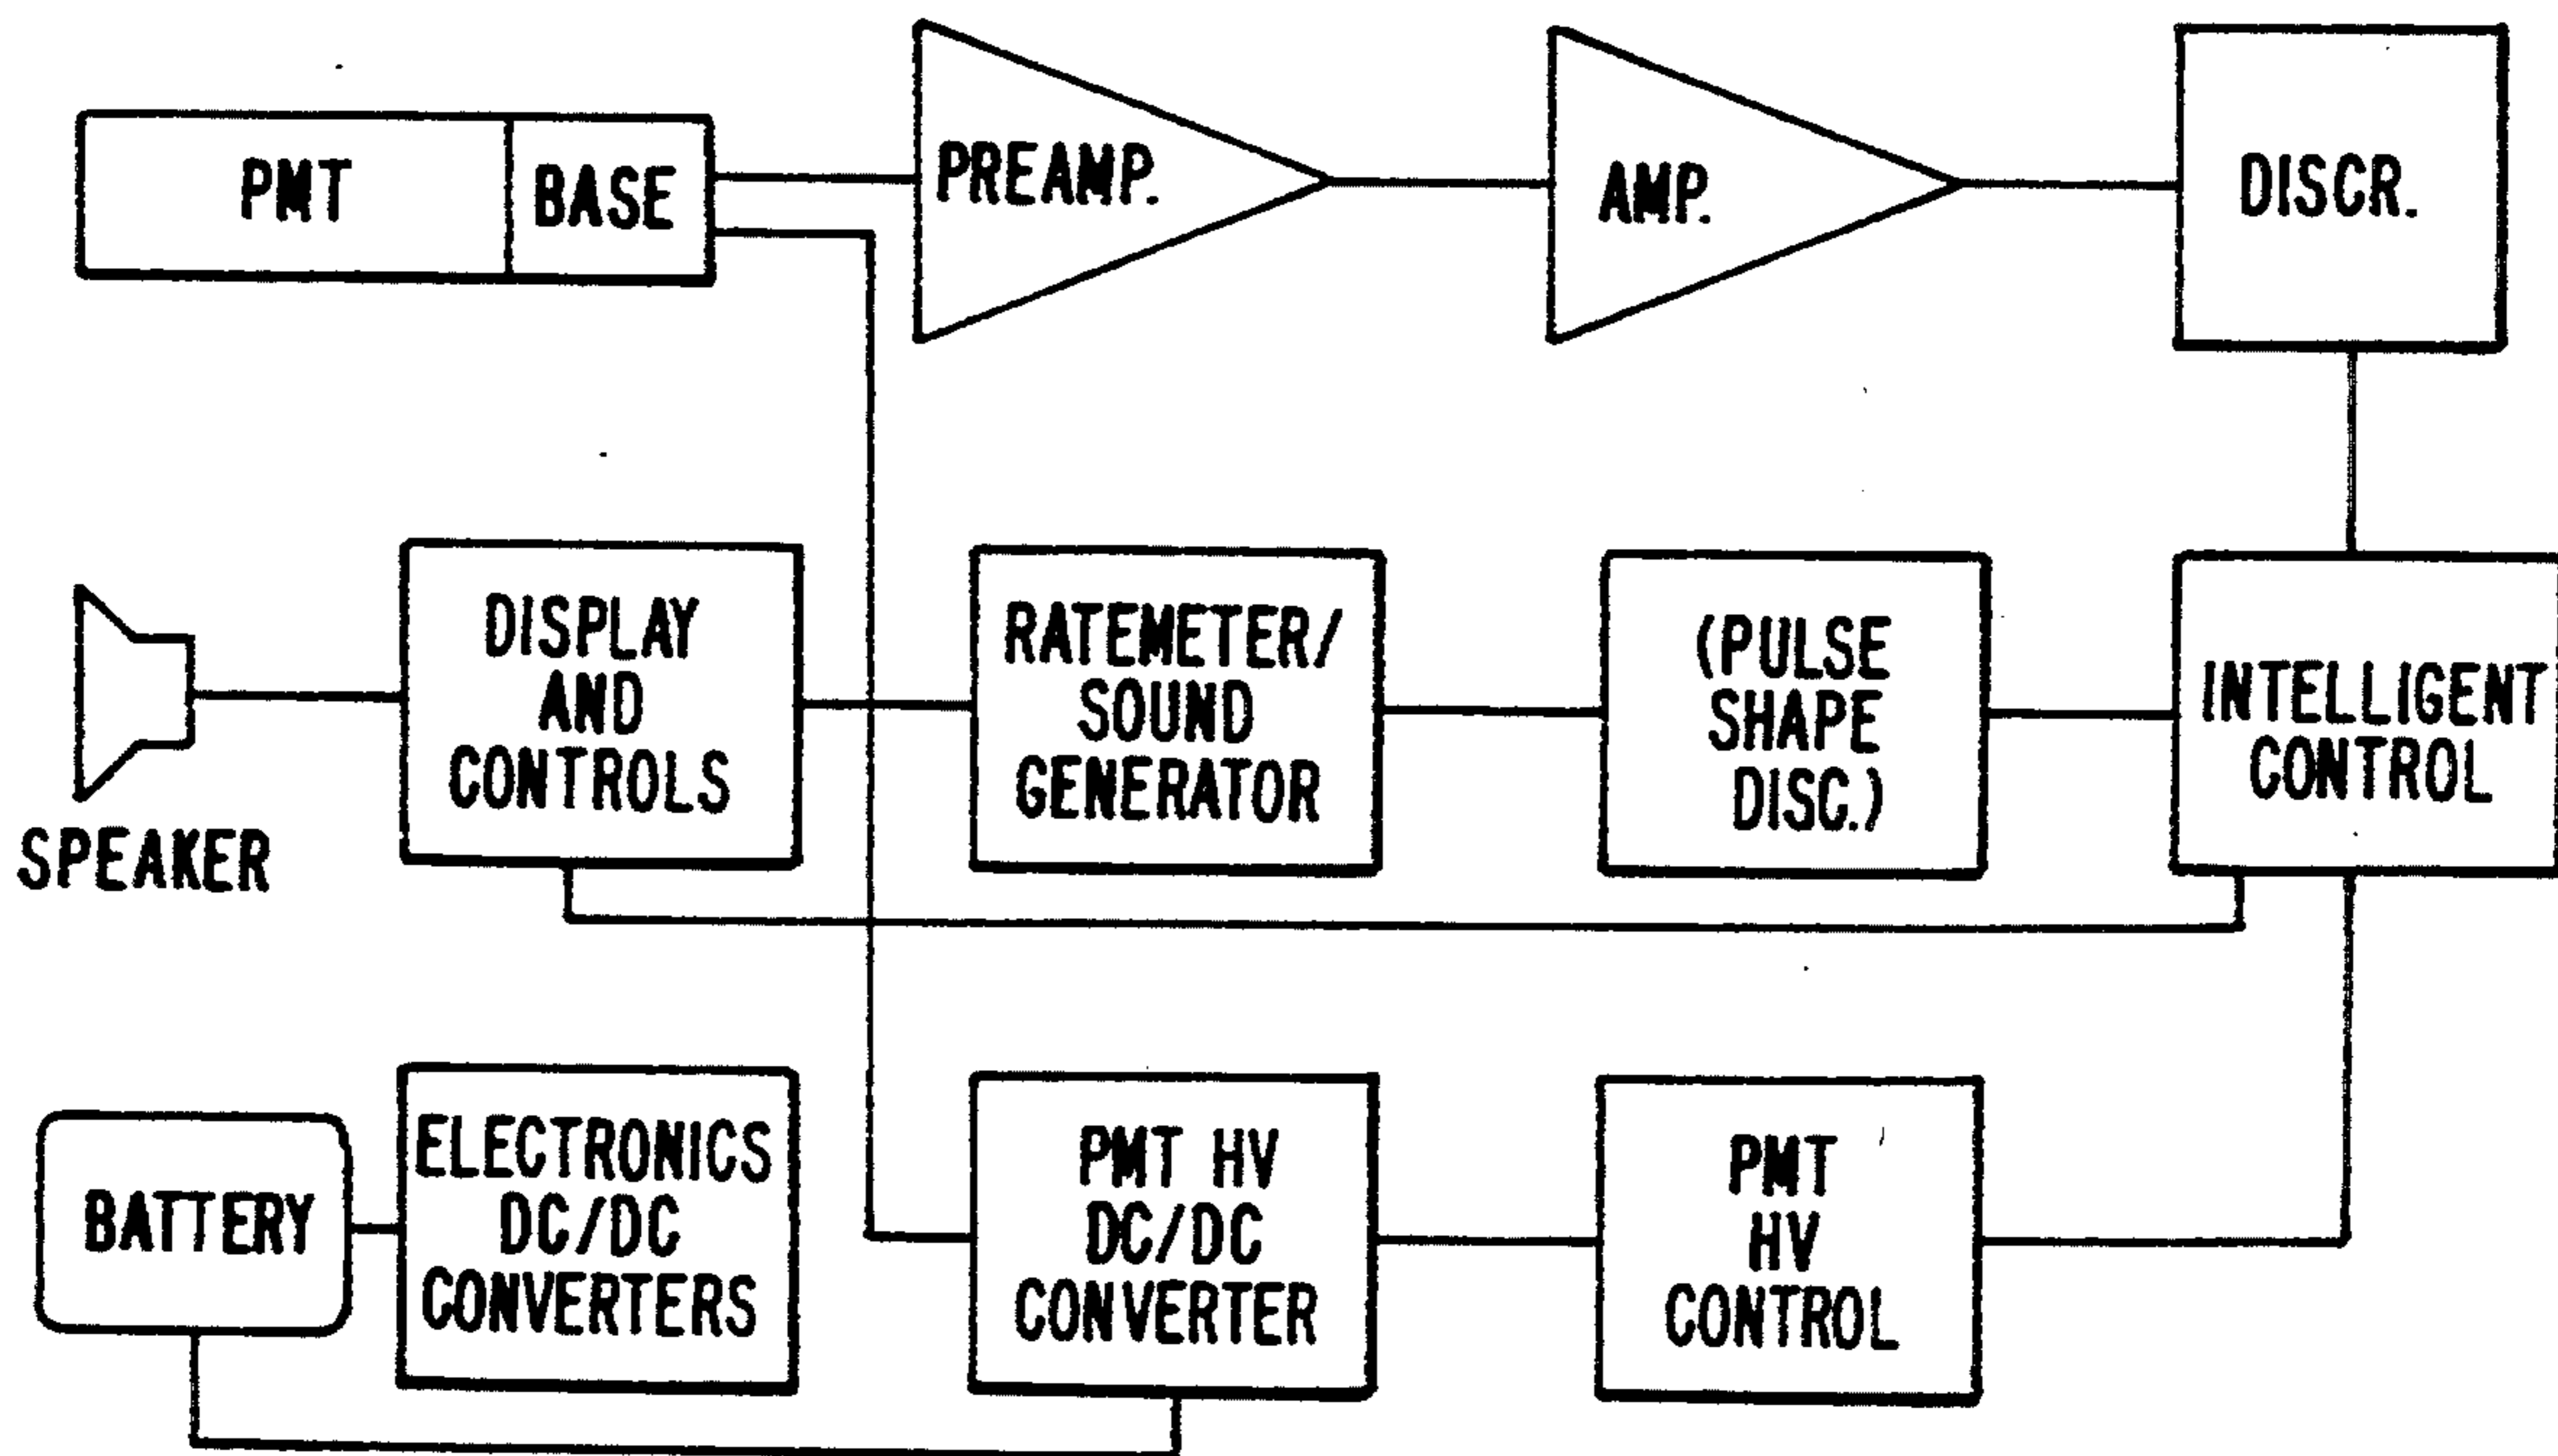 PMT
BASE
PREAMP.
AMP.
DISCR.
SPEAKER
DISPLAY
AND
CONTROLS
RATEMETER/
SOUND
GENERATOR
(PULSE
SHAPE
DISC.)
INTELLIGENT
CONTROL
BATTERY
ELECTRONICS
DC/DC
CONVERTERS
PMT HV
DC/DC
CONVERTER
PMT
HV
CONTROL